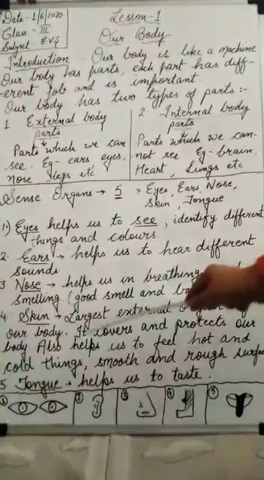 Date - 1/6/2020
Class - III
Subject - E.V.S
Lesson-1
Our Body
Introduction - Our body is like a machine
Our body has parts, each part has diff-
erent job and is important.
Our body has two types of parts:-
1 External body
parts
Parts which we can
see. Eg- ears, eyes,
Nose, legs etc
2 Internal body
parts
Parts which we can-
not see. Eg- brain,
Heart, Lungs etc
Sense Organs → 5 → Eyes, Ears, Nose,
Skin, Tongue
1) Eyes helps us to see, identify different
things and colours
2 Ears → helps us to hear different
sounds
3 Nose → helps us in breathing
Smelling (good smell and
4 Skin → Largest external
our body. It covers and protects our
body Also helps us to feel hot and
cold things, smooth and rough
5 Tongue → helps us to taste.
1 2 3 4 5